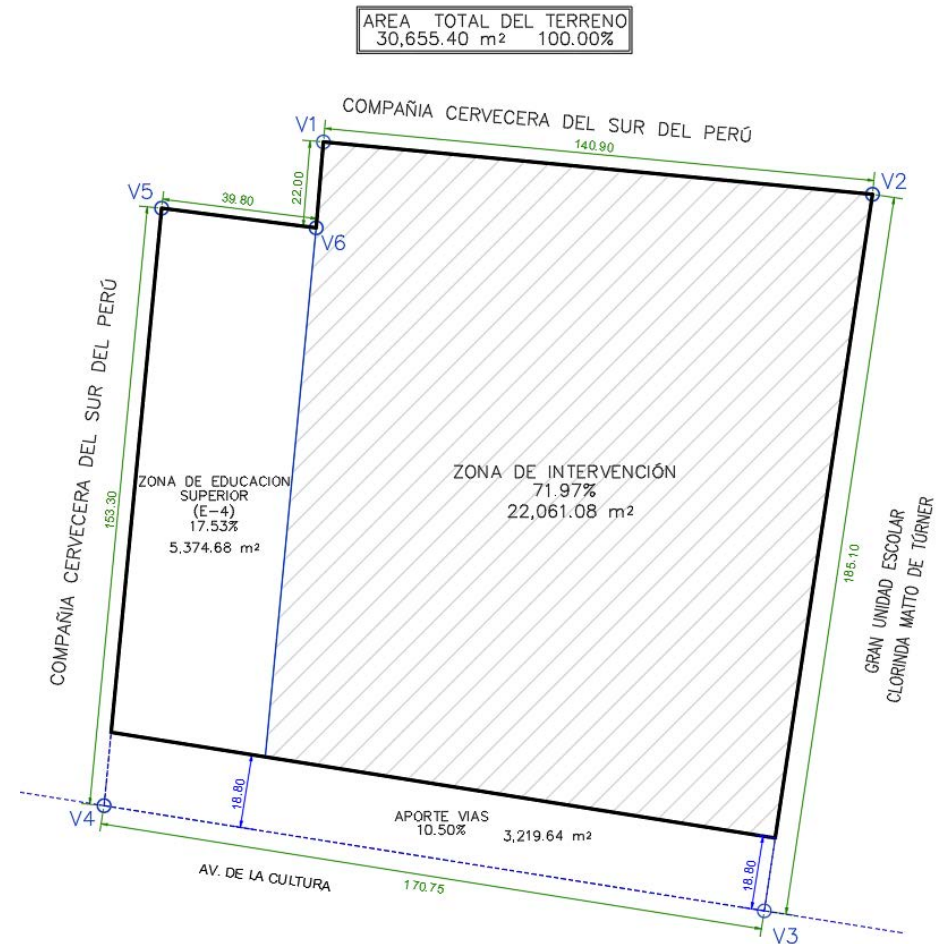 AREA TOTAL DEL TERRENO
30,655.40 m² 100.00%
COMPAÑIA CERVECERA DEL SUR DEL PERÚ
V1
140.90
V2
22.00
V5
39.80
V6
COMPAÑIA CERVECERA DEL SUR DEL PERÚ
153.30
ZONA DE EDUCACION
SUPERIOR
(E-4)
17.53%
5,374.68 m²
ZONA DE INTERVENCIÓN
71.97%
22,061.08 m²
185.10
GRAN UNIDAD ESCOLAR
CLORINDA MATTO DE TÚRNER
18.80
V4
APORTE VIAS
10.50% 3,219.64 m²
18.80
AV. DE LA CULTURA
170.75
V3